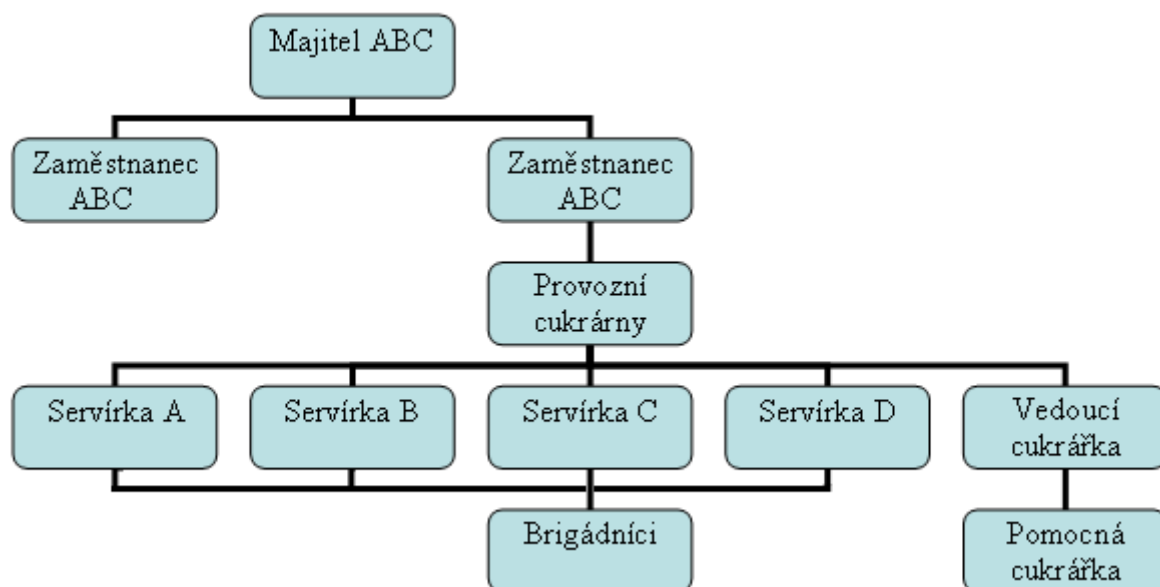 Majitel ABC
Zaměstnanec
ABC
Zaměstnanec
ABC
Provozní
cukrárny
Servírka A
Servírka B
Servírka C
Servírka D
Vedoucí
cukrářka
Brigádníci
Pomocná
cukrářka